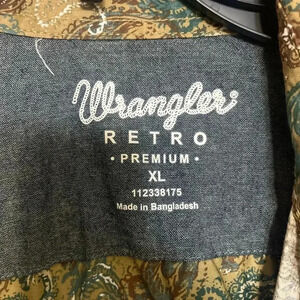 Wrangler
RETRO
• PREMIUM •
XL
112338175
Made in Bangladesh